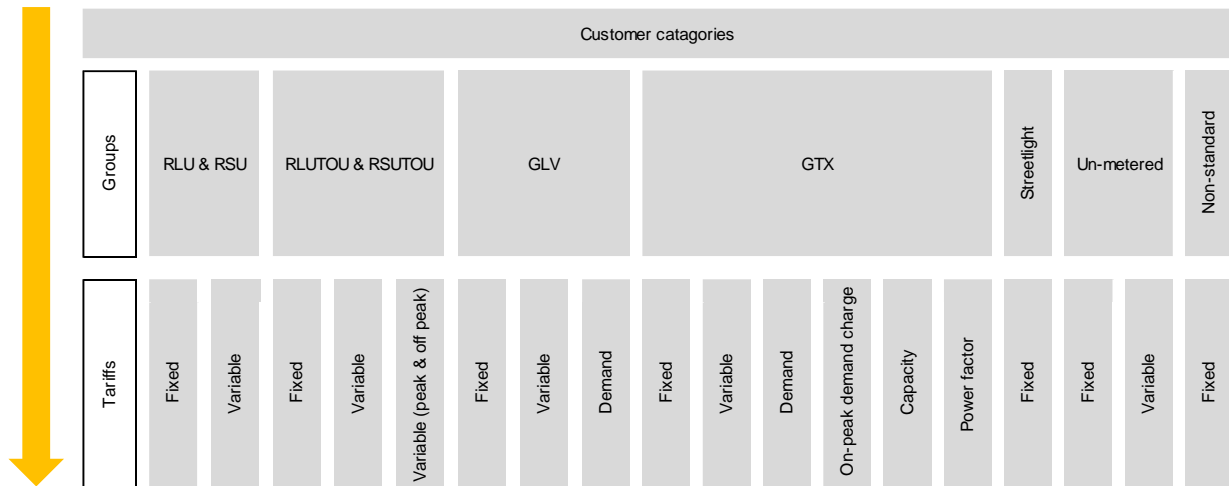 Customer catagories
Groups
RLU & RSU
RLUTOU & RSUTOU
GLV
GTX
Streetlight
Un-metered
Non-standard
Tariffs
Fixed
Variable
Fixed
Variable
Variable (peak & off peak)
Fixed
Variable
Demand
Fixed
Variable
Demand
On-peak demand charge
Capacity
Power factor
Fixed
Fixed
Variable
Fixed